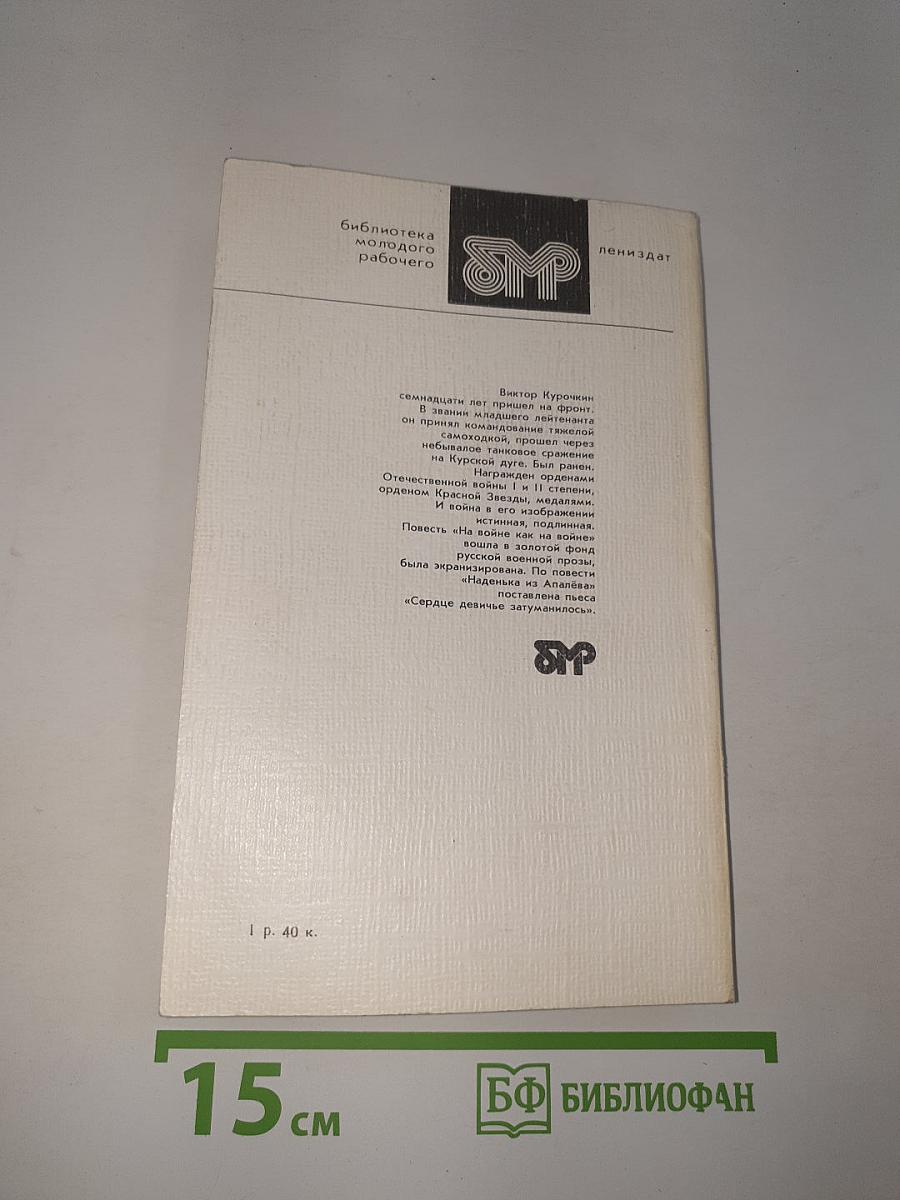 библиотека
молодого
рабочего
БМР
лениздат
Виктор Курочкин
семнадцати лет пришел на фронт.
В звании младшего лейтенанта
он принял командование тяжелой
самоходкой, прошел через
небывалое танковое сражение
на Курской дуге. Был ранен.
Награжден орденами
Отечественной войны I и II степени,
орденом Красной Звезды, медалями.
И война в его изображении
истинная, подлинная.
Повесть «На войне как на войне»
вошла в золотой фонд
русской военной прозы,
была экранизирована. По повести
«Наденька из Апалёва»
поставлена пьеса
«Сердце девичье затуманилось».
БМР
1 р. 40 к.
15 см
БФ БИБЛИОФАН